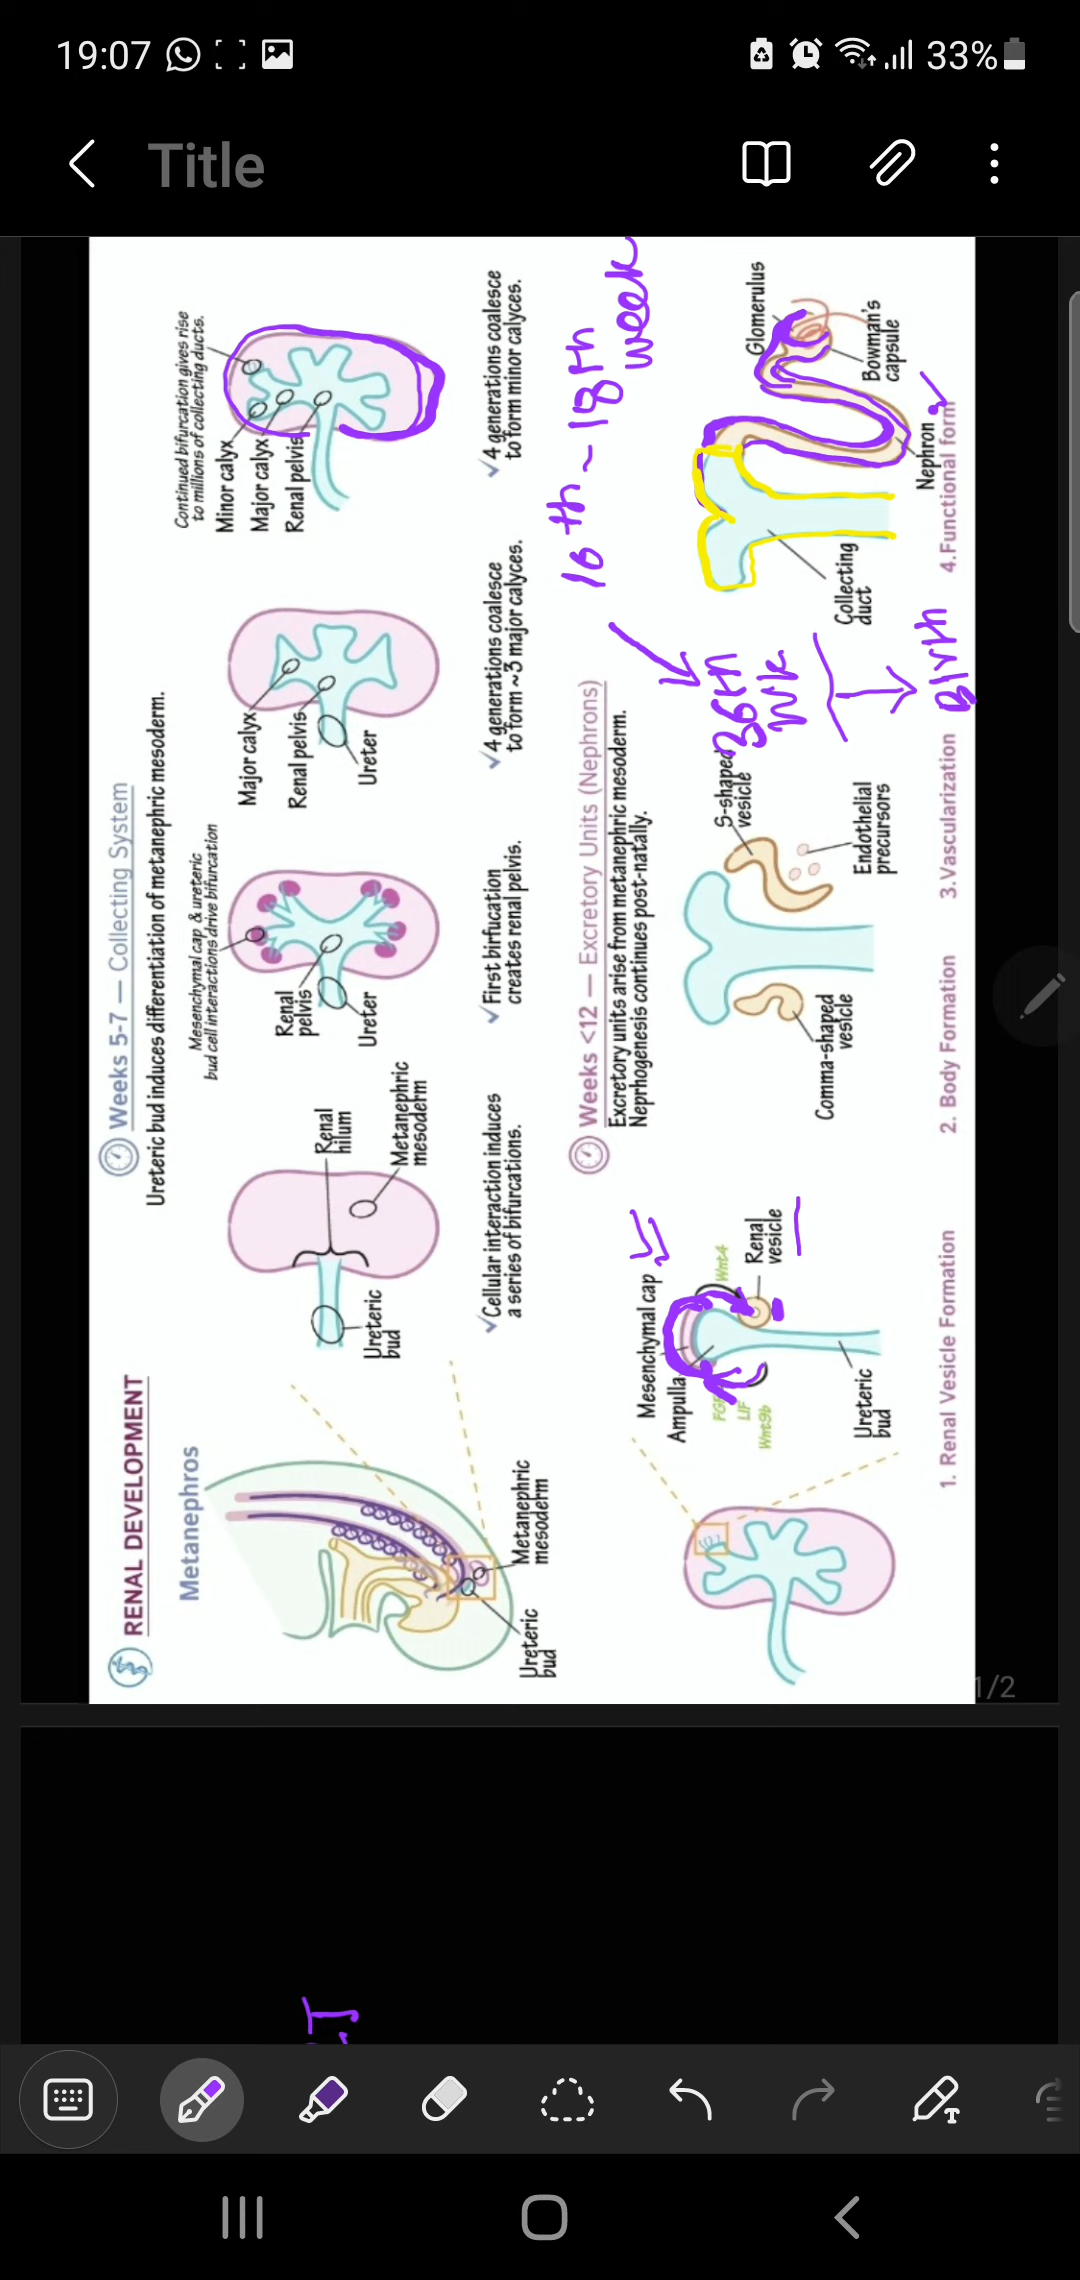 19:07
33%
Title
RENAL DEVELOPMENT
Metanephros
Ureteric
bud
Metanephric
mesoderm
Weeks 5-7 — Collecting System
Ureteric bud induces differentiation of metanephric mesoderm.
Ureteric
bud
Renal
hilum
Metanephric
mesoderm
✓ Cellular interaction induces
a series of bifurcations.
Mesenchymal cap & ureteric
bud cell interactions drive bifurcation
Renal
pelvis
Ureter
✓ First birfucation
creates renal pelvis.
Major calyx
Renal pelvis
Ureter
✓ 4 generations coalesce
to form ~3 major calyces.
Continued bifurcation gives rise
to millions of collecting ducts.
Minor calyx
Major calyx
Renal pelvis
✓ 4 generations coalesce
to form minor calyces.
Weeks <12 — Excretory Units (Nephrons)
Excretory units arise from metanephric mesoderm.
Neprhogenesis continues post-natally.
10th ~ 18th
week
36th
wk
Birth
Mesenchymal cap
Ampulla
FGF
LIF
Wnt9b
Wnt4
Renal
vesicle
Ureteric
bud
1. Renal Vesicle Formation
Comma-shaped
vesicle
2. Body Formation
S-shaped
vesicle
Endothelial
precursors
3. Vascularization
Collecting
duct
Glomerulus
Bowman's
capsule
Nephron
4. Functional form
1/2